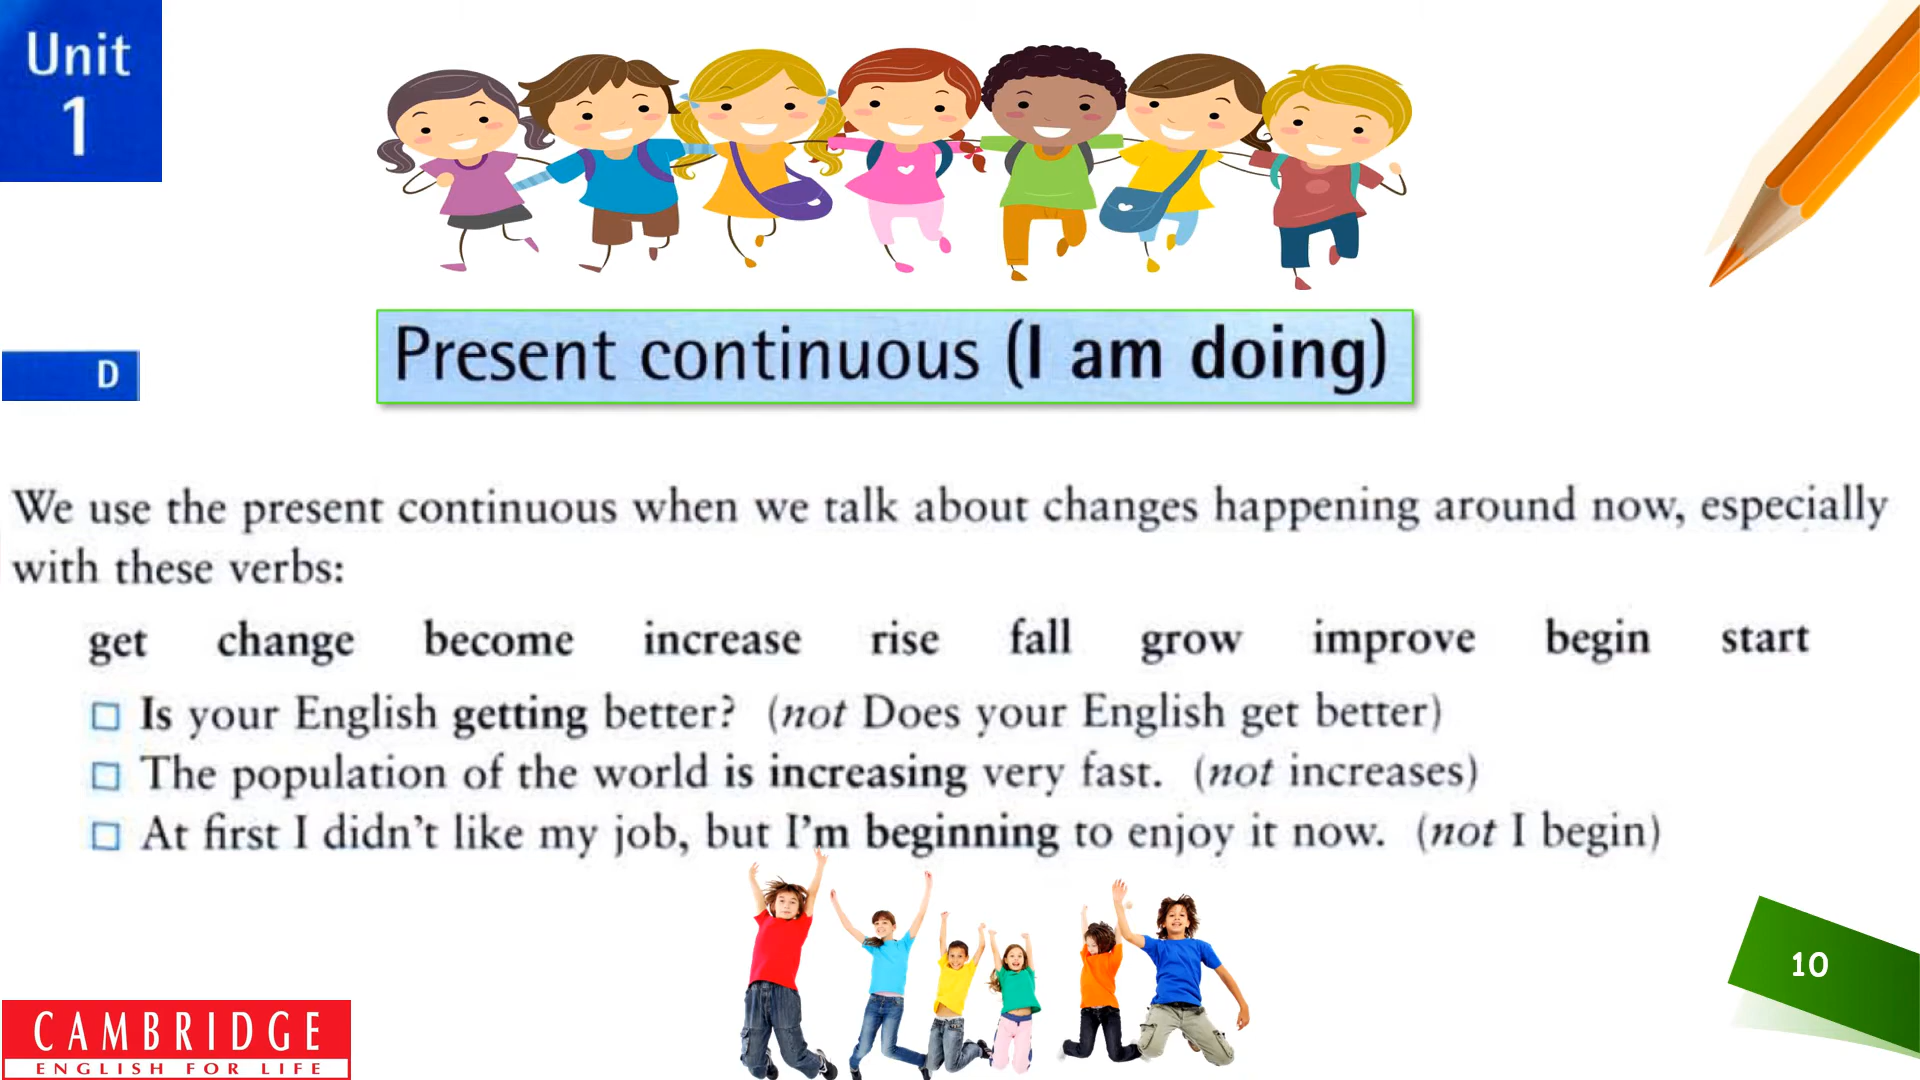 Unit
1
Present continuous (I am doing)
D
We use the present continuous when we talk about changes happening around now, especially
with these verbs:
get change become increase rise fall grow improve begin start
Is your English getting better? (not Does your English get better)
The population of the world is increasing very fast. (not increases)
At first I didn't like my job, but I'm beginning to enjoy it now. (not I begin)
10
CAMBRIDGE
ENGLISH FOR LIFE